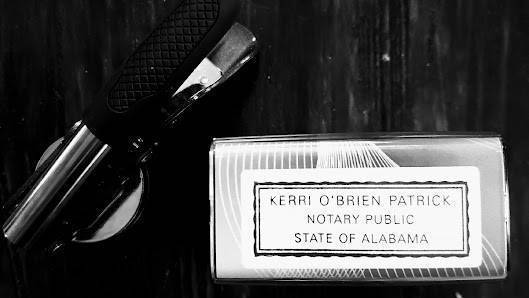 KERRI O'BRIEN PATRICK
NOTARY PUBLIC
STATE OF ALABAMA